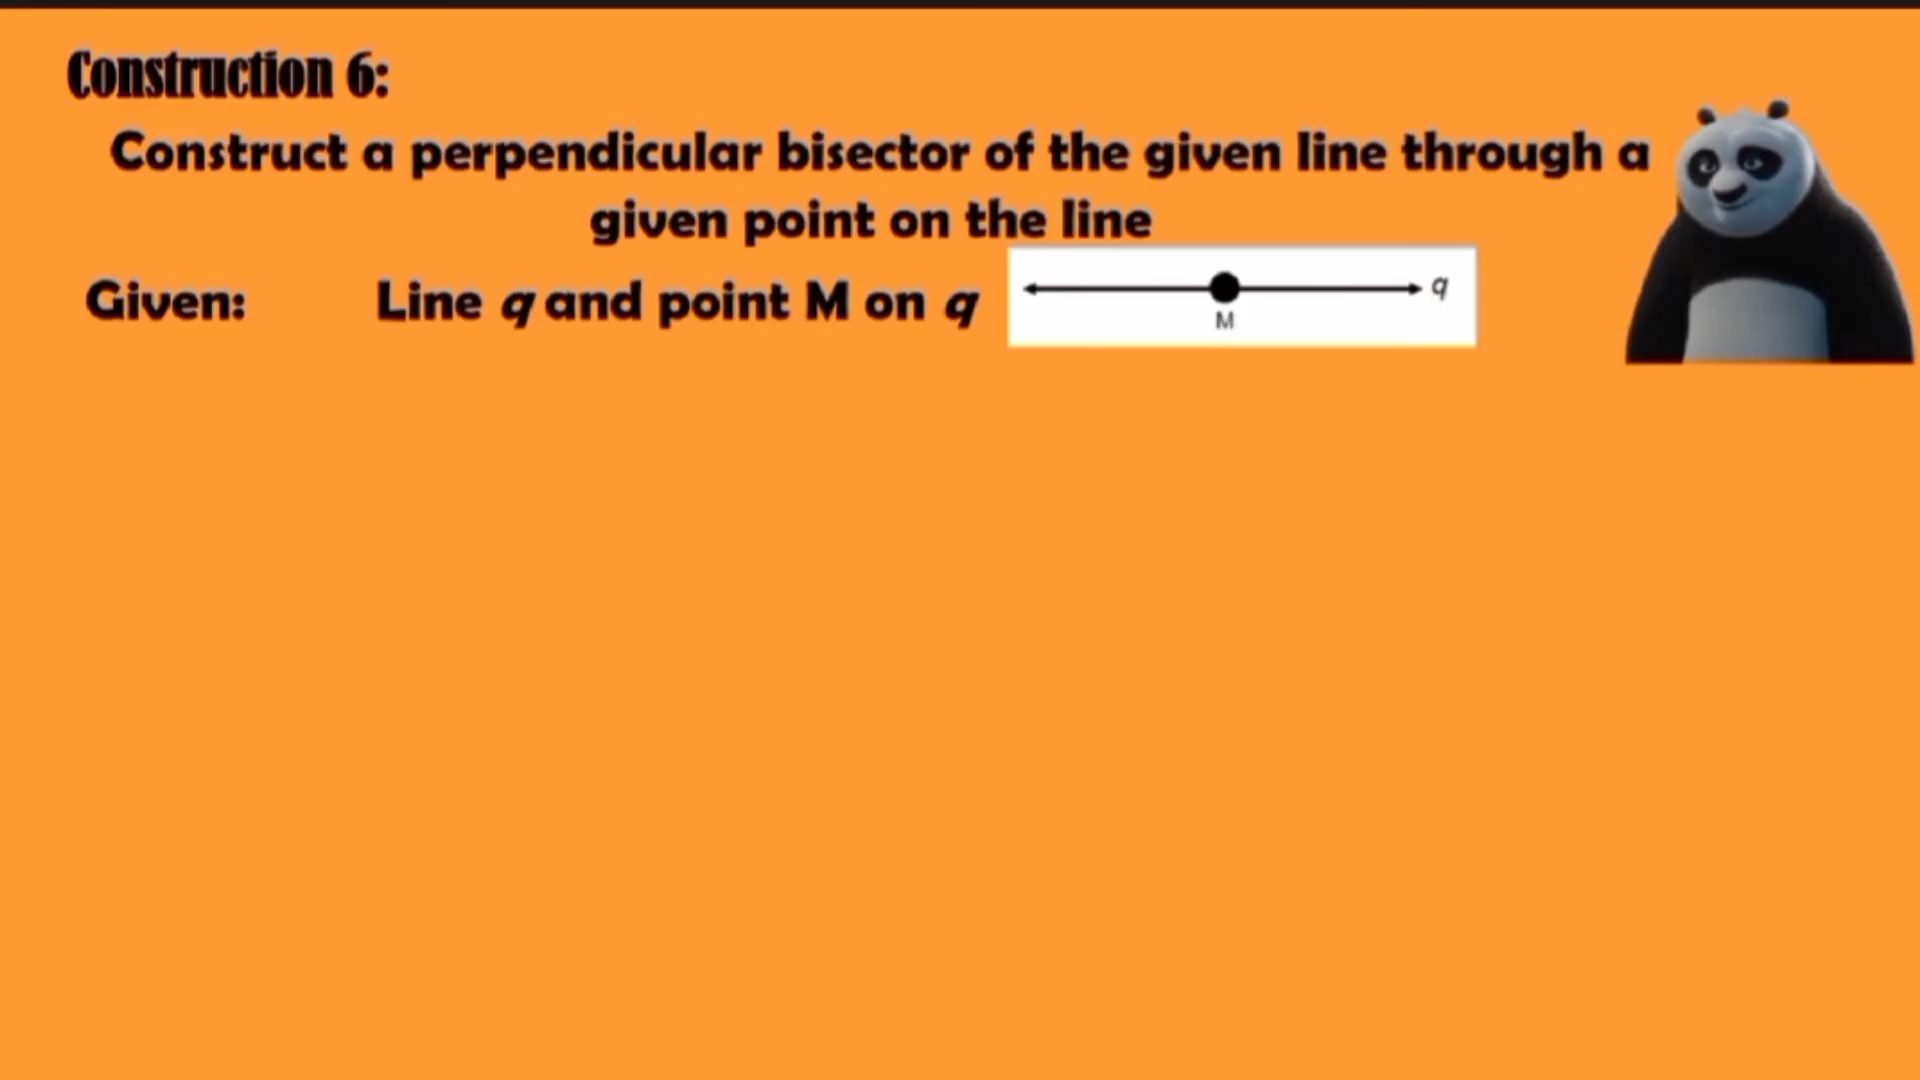 Construction 6:
Construct a perpendicular bisector of the given line through a
given point on the line
Given: Line q and point M on q
q
M